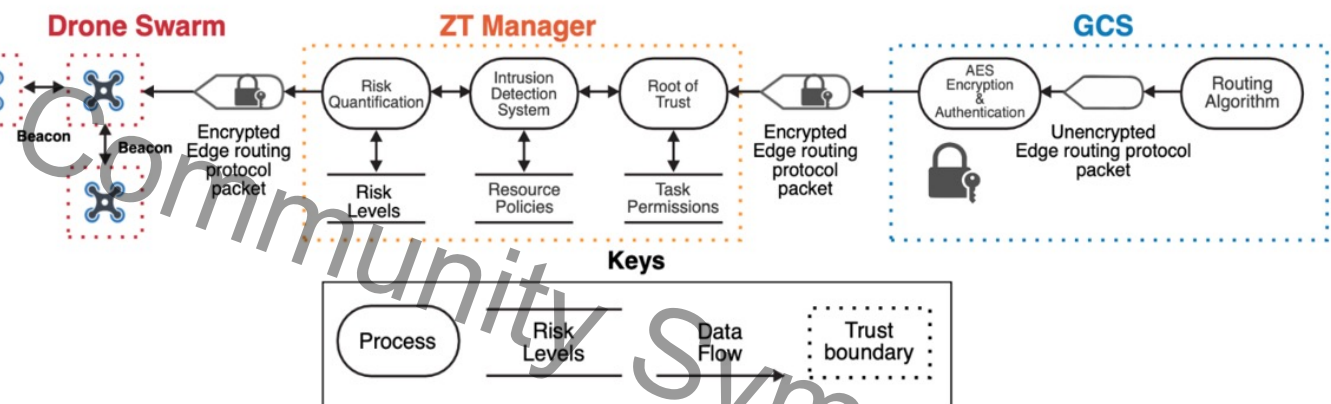 Drone Swarm
ZT Manager
GCS
Beacon
Beacon
Encrypted
Edge routing
protocol
packet
Risk
Quantification
Intrusion
Detection
System
Root of
Trust
Risk
Levels
Resource
Policies
Task
Permissions
Encrypted
Edge routing
protocol
packet
AES
Encryption
&
Authentication
Unencrypted
Edge routing protocol
packet
Routing
Algorithm
Keys
Process
Risk
Levels
Data
Flow
Trust
boundary
Community